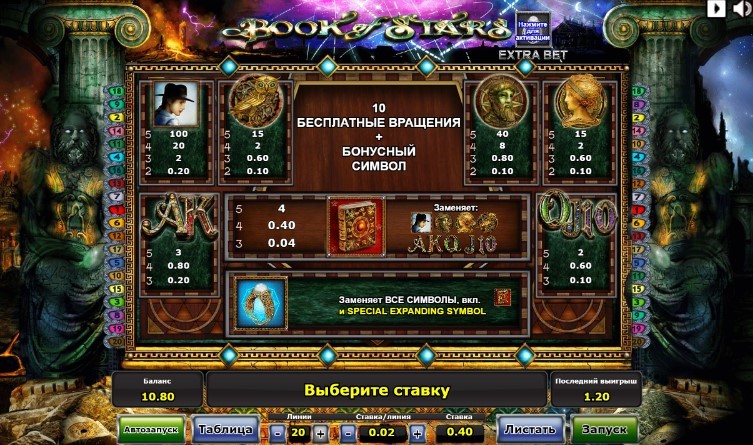 BOOK of STARS
Нажмите
для
активации
EXTRA BET
5 100
4 20
3 2
2 0.20
5 15
4 2
3 0.60
2 0.10
10
БЕСПЛАТНЫЕ ВРАЩЕНИЯ
+
БОНУСНЫЙ
СИМВОЛ
5 40
4 8
3 0.80
2 0.10
5 15
4 2
3 0.60
2 0.10
A K
5 3
4 0.80
3 0.20
5 4
4 0.40
3 0.04
Заменяет:
A K Q J 10
Q J 10
5 2
4 0.60
3 0.10
Заменяет ВСЕ СИМВОЛЫ, вкл.
и SPECIAL EXPANDING SYMBOL
Баланс
10.80
Выберите ставку
Последний выигрыш
1.20
Автозапуск
Таблица
Линии
- 20 +
Ставка/линия
- 0.02 +
Ставка
0.40
Листать
Запуск